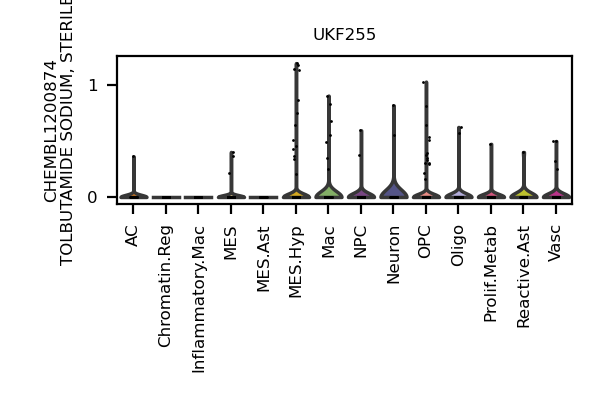 UKF255
CHEMBL1200874
TOLBUTAMIDE SODIUM, STERILE
1
0
AC
Chromatin.Reg
Inflammatory.Mac
MES
MES.Ast
MES.Hyp
Mac
NPC
Neuron
OPC
Oligo
Prolif.Metab
Reactive.Ast
Vasc